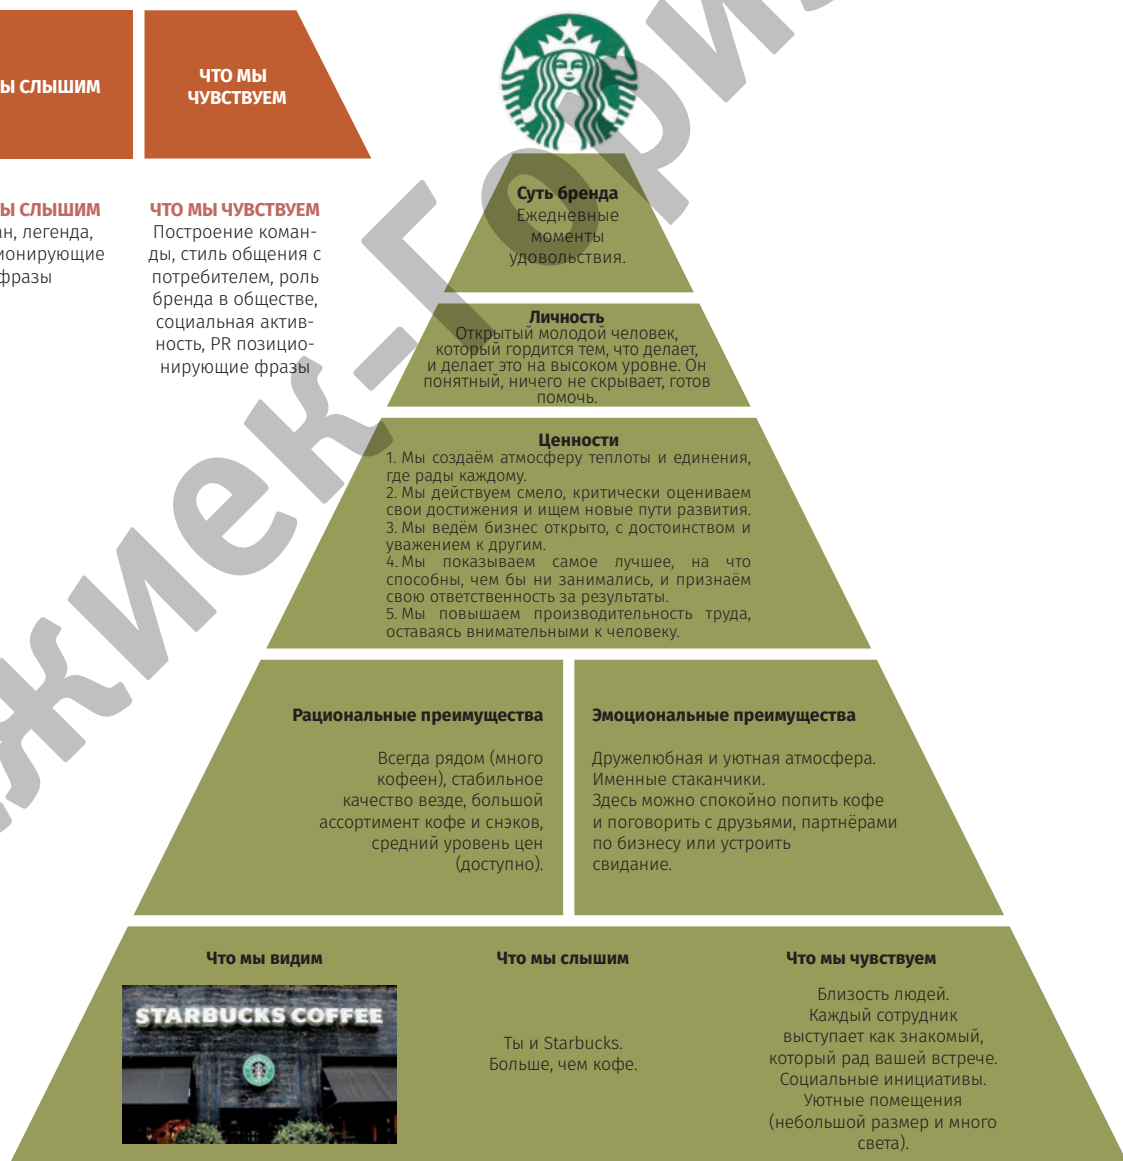 Ы СЛЫШИМ
ЧТО МЫ
ЧУВСТВУЕМ
Ы СЛЫШИМ
ан, легенда,
ионирующие
фразы
ЧТО МЫ ЧУВСТВУЕМ
Построение коман-
ды, стиль общения с
потребителем, роль
бренда в обществе,
социальная актив-
ность, PR позицио-
нирующие фразы
Суть бренда
Ежедневные
моменты
удовольствия.
Личность
Открытый молодой человек,
который гордится тем, что делает,
и делает это на высоком уровне. Он
понятный, ничего не скрывает, готов
помочь.
Ценности
1. Мы создаём атмосферу теплоты и единения,
где рады каждому.
2. Мы действуем смело, критически оцениваем
свои достижения и ищем новые пути развития.
3. Мы ведём бизнес открыто, с достоинством и
уважением к другим.
4. Мы показываем самое лучшее, на что
способны, чем бы ни занимались, и признаём
свою ответственность за результаты.
5. Мы повышаем производительность труда,
оставаясь внимательными к человеку.
Рациональные преимущества
Всегда рядом (много
кофеен), стабильное
качество везде, большой
ассортимент кофе и снэков,
средний уровень цен
(доступно).
Эмоциональные преимущества
Дружелюбная и уютная атмосфера.
Именные стаканчики.
Здесь можно спокойно попить кофе
и поговорить с друзьями, партнёрами
по бизнесу или устроить
свидание.
Что мы видим
STARBUCKS COFFEE
Что мы слышим
Ты и Starbucks.
Больше, чем кофе.
Что мы чувствуем
Близость людей.
Каждый сотрудник
выступает как знакомый,
который рад вашей встрече.
Социальные инициативы.
Уютные помещения
(небольшой размер и много
света).